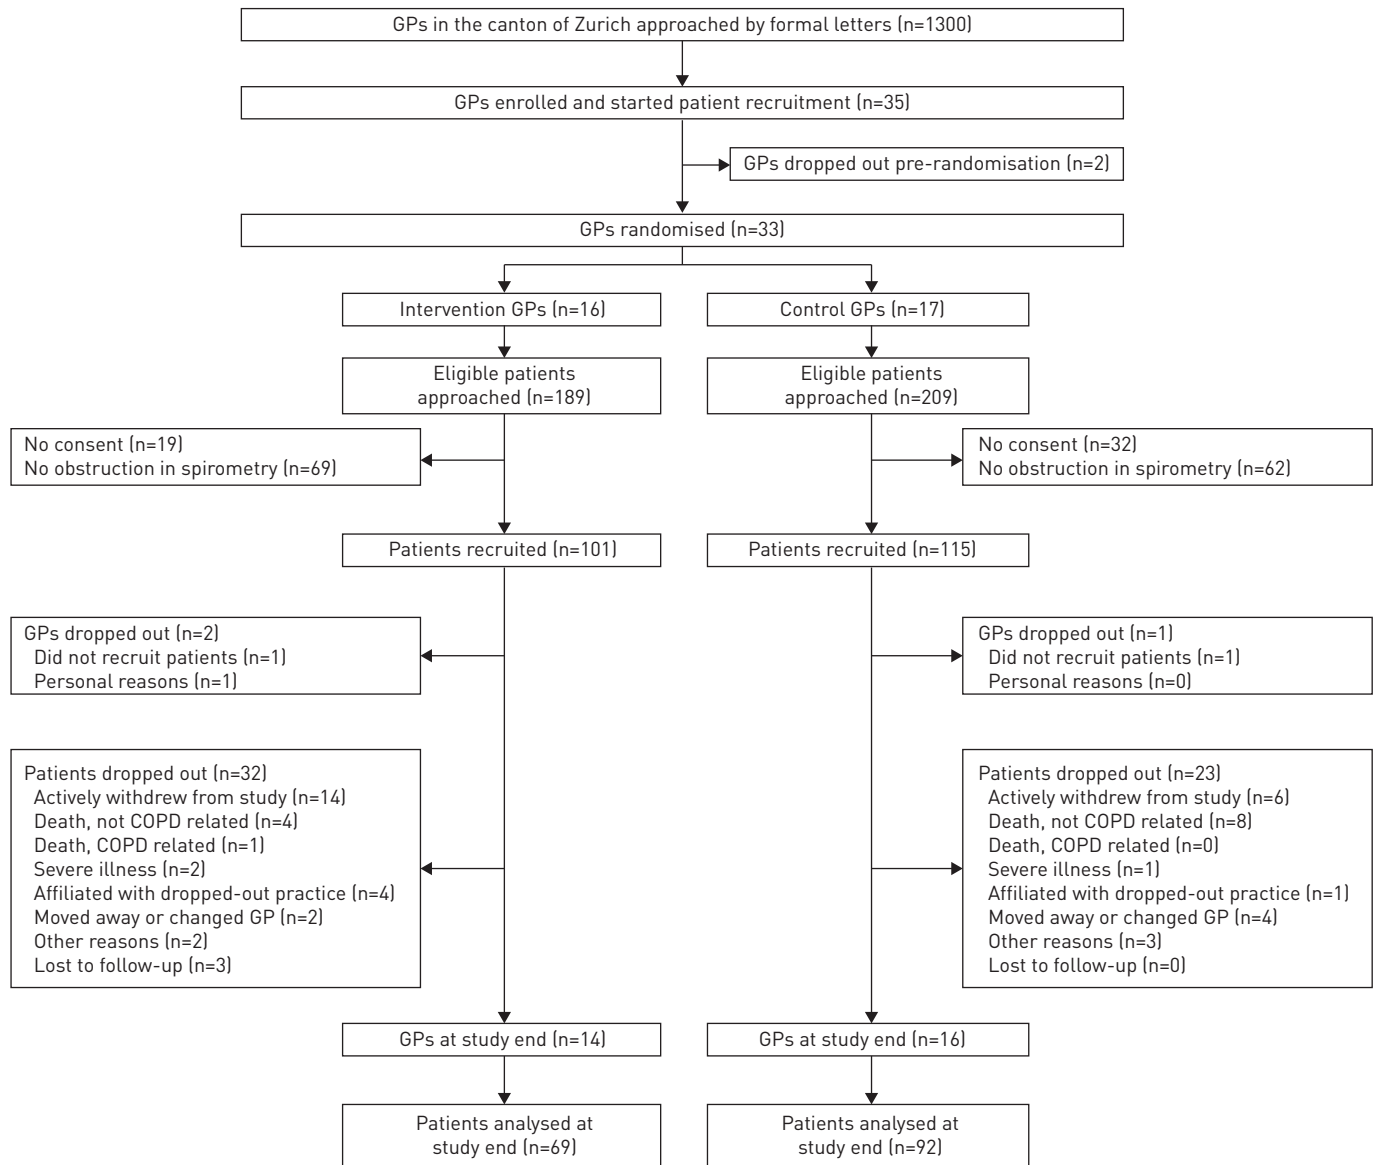 GPs in the canton of Zurich approached by formal letters (n=1300)
GPs enrolled and started patient recruitment (n=35)
GPs dropped out pre-randomisation (n=2)
GPs randomised (n=33)
Intervention GPs (n=16)
Control GPs (n=17)
Eligible patients
approached (n=189)
Eligible patients
approached (n=209)
No consent (n=19)
No obstruction in spirometry (n=69)
No consent (n=32)
No obstruction in spirometry (n=62)
Patients recruited (n=101)
Patients recruited (n=115)
GPs dropped out (n=2)
Did not recruit patients (n=1)
Personal reasons (n=1)
GPs dropped out (n=1)
Did not recruit patients (n=1)
Personal reasons (n=0)
Patients dropped out (n=32)
Actively withdrew from study (n=14)
Death, not COPD related (n=4)
Death, COPD related (n=1)
Severe illness (n=2)
Affiliated with dropped-out practice (n=4)
Moved away or changed GP (n=2)
Other reasons (n=2)
Lost to follow-up (n=3)
Patients dropped out (n=23)
Actively withdrew from study (n=6)
Death, not COPD related (n=8)
Death, COPD related (n=0)
Severe illness (n=1)
Affiliated with dropped-out practice (n=1)
Moved away or changed GP (n=4)
Other reasons (n=3)
Lost to follow-up (n=0)
GPs at study end (n=14)
GPs at study end (n=16)
Patients analysed at
study end (n=69)
Patients analysed at
study end (n=92)